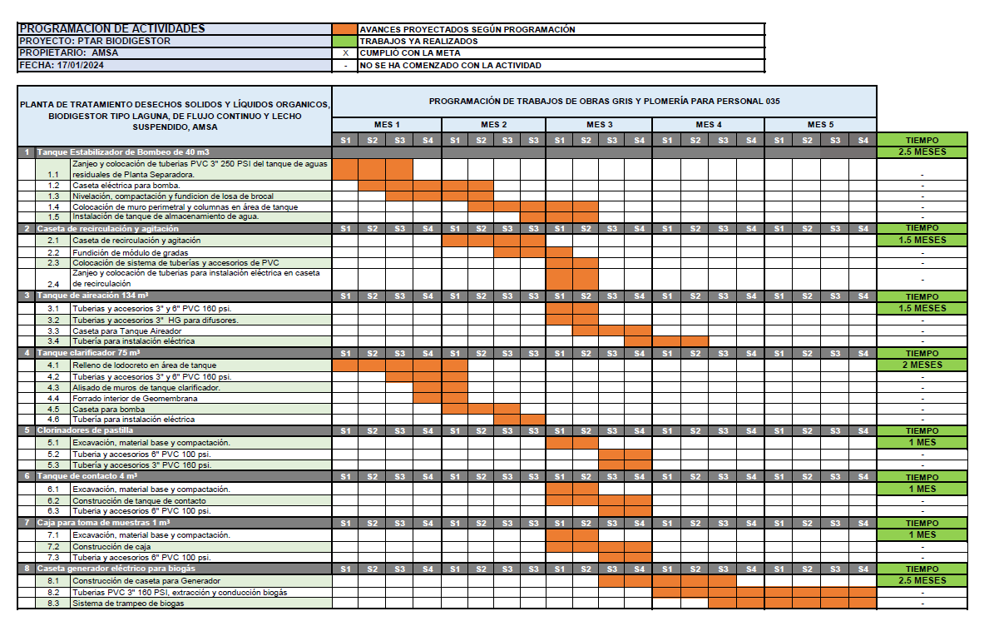 PROGRAMACIÓN DE ACTIVIDADES
AVANCES PROYECTADOS SEGÚN PROGRAMACIÓN
PROYECTO: PTAR BIODIGESTOR
TRABAJOS YA REALIZADOS
PROPIETARIO: AMSA
X CUMPLIÓ CON LA META
FECHA: 17/01/2024
- NO SE HA COMENZADO CON LA ACTIVIDAD
PLANTA DE TRATAMIENTO DESECHOS SOLIDOS Y LÍQUIDOS ORGANICOS,
BIODIGESTOR TIPO LAGUNA, DE FLUJO CONTINUO Y LECHO
SUSPENDIDO, AMSA
PROGRAMACIÓN DE TRABAJOS DE OBRAS GRIS Y PLOMERÍA PARA PERSONAL 035
MES 1 MES 2 MES 3 MES 4 MES 5
S1 S2 S3 S4 S1 S2 S3 S3 S1 S2 S3 S4 S1 S2 S3 S4 S1 S2 S3 S4 TIEMPO
1 Tanque Estabilizador de Bombeo de 40 m3 2.5 MESES
Zanjeo y colocación de tuberias PVC 3" 250 PSI del tanque de aguas
1.1 residuales de Planta Separadora. -
1.2 Caseta eléctrica para bomba. -
1.3 Nivelación, compactación y fundicion de losa de brocal -
1.4 Colocación de muro perimetral y columnas en área de tanque -
1.5 Instalación de tanque de almacenamiento de agua. -
2 Caseta de recirculación y agitación S1 S2 S3 S4 S1 S2 S3 S3 S1 S2 S3 S4 S1 S2 S3 S4 S1 S2 S3 S4 TIEMPO
2.1 Caseta de recirculación y agitación 1.5 MESES
2.2 Fundición de módulo de gradas -
2.3 Colocación de sistema de tuberías y accesorios de PVC -
Zanjeo y colocación de tuberias para instalación eléctrica en caseta
2.4 de recirculación -
3 Tanque de aireación 134 m³ S1 S2 S3 S4 S1 S2 S3 S3 S1 S2 S3 S4 S1 S2 S3 S4 S1 S2 S3 S4 TIEMPO
3.1 Tuberias y accesorios 3" y 6" PVC 160 psi. 1.5 MESES
3.2 Tuberias y accesorios 3" HG para difusores. -
3.3 Caseta para Tanque Aireador -
3.4 Tubería para instalación eléctrica -
4 Tanque clarificador 75 m³ S1 S2 S3 S4 S1 S2 S3 S3 S1 S2 S3 S4 S1 S2 S3 S4 S1 S2 S3 S4 TIEMPO
4.1 Relleno de lodocreto en área de tanque 2 MESES
4.2 Tuberias y accesorios 3" y 6" PVC 160 psi. -
4.3 Alisado de muros de tanque clarificador. -
4.4 Forrado interior de Geomembrana -
4.5 Caseta para bomba -
4.6 Tubería para instalación eléctrica -
5 Clorinadores de pastilla S1 S2 S3 S4 S1 S2 S3 S3 S1 S2 S3 S4 S1 S2 S3 S4 S1 S2 S3 S4 TIEMPO
5.1 Excavación, material base y compactación. 1 MES
5.2 Tuberia y accesorios 6" PVC 100 psi. -
5.3 Tubería y accesorios 3" PVC 160 psi. -
6 Tanque de contacto 4 m³ S1 S2 S3 S4 S1 S2 S3 S3 S1 S2 S3 S4 S1 S2 S3 S4 S1 S2 S3 S4 TIEMPO
6.1 Excavación, material base y compactación. 1 MES
6.2 Construcción de tanque de contacto -
6.3 Tuberia y accesorios 6" PVC 100 psi. -
7 Caja para toma de muestras 1 m³ S1 S2 S3 S4 S1 S2 S3 S3 S1 S2 S3 S4 S1 S2 S3 S4 S1 S2 S3 S4 TIEMPO
7.1 Excavación, material base y compactación. 1 MES
7.2 Construcción de caja -
7.3 Tuberia y accesorios 6" PVC 100 psi. -
8 Caseta generador eléctrico para biogás S1 S2 S3 S4 S1 S2 S3 S3 S1 S2 S3 S4 S1 S2 S3 S4 S1 S2 S3 S4 TIEMPO
8.1 Construcción de caseta para Generador 2.5 MESES
8.2 Tuberias PVC 3" 160 PSI, extracción y conducción biogás -
8.3 Sistema de trampeo de biogas -